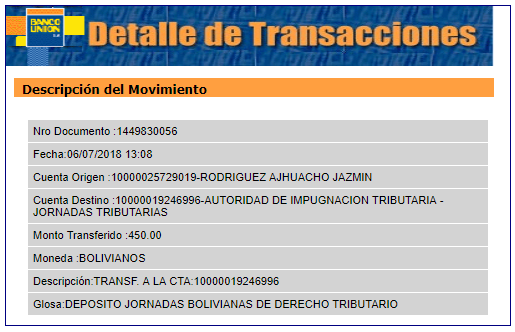 BANCO
UNION
S.A.
Detalle de Transacciones
Descripción del Movimiento
Nro Documento :1449830056
Fecha:06/07/2018 13:08
Cuenta Origen :10000025729019-RODRIGUEZ AJHUACHO JAZMIN
Cuenta Destino :10000019246996-AUTORIDAD DE IMPUGNACION TRIBUTARIA -
JORNADAS TRIBUTARIAS
Monto Transferido :450.00
Moneda :BOLIVIANOS
Descripción:TRANSF. A LA CTA:10000019246996
Glosa:DEPOSITO JORNADAS BOLIVIANAS DE DERECHO TRIBUTARIO